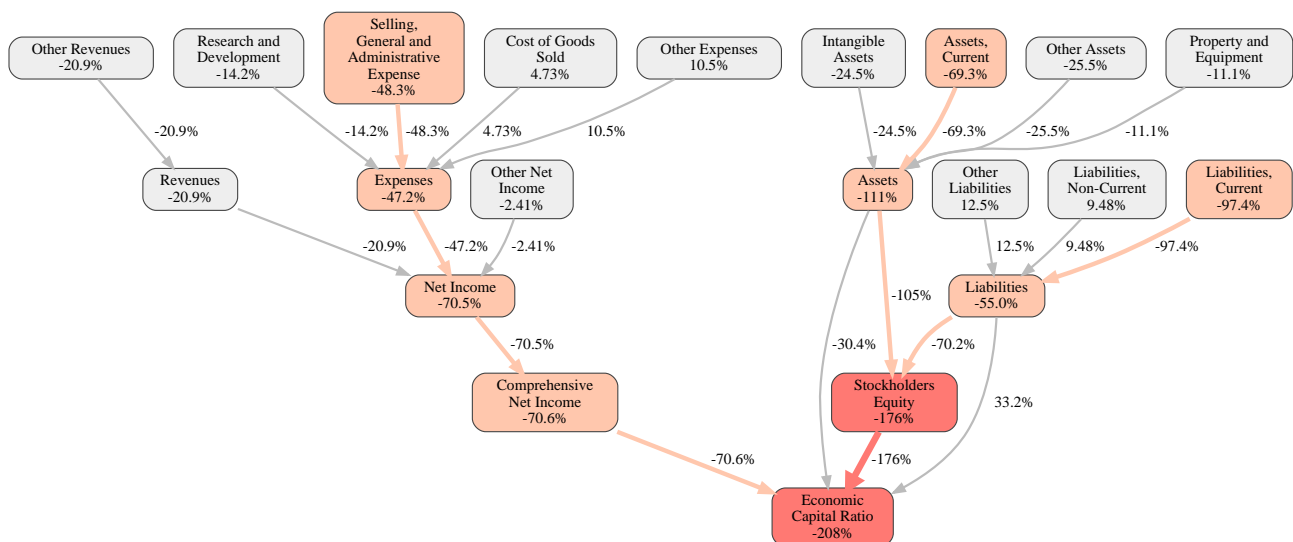 Other Revenues
-20.9%
Research and
Development
-14.2%
Selling,
General and
Administrative
Expense
-48.3%
Cost of Goods
Sold
4.73%
Other Expenses
10.5%
Intangible
Assets
-24.5%
Assets,
Current
-69.3%
Other Assets
-25.5%
Property and
Equipment
-11.1%
-20.9%
-14.2%
-48.3%
4.73%
10.5%
-24.5%
-69.3%
-25.5%
-11.1%
Revenues
-20.9%
Expenses
-47.2%
Other Net
Income
-2.41%
Assets
-111%
Other
Liabilities
12.5%
Liabilities,
Non-Current
9.48%
Liabilities,
Current
-97.4%
-20.9%
-47.2%
-2.41%
12.5%
9.48%
-97.4%
Net Income
-70.5%
-105%
Liabilities
-55.0%
-70.5%
-30.4%
-70.2%
Comprehensive
Net Income
-70.6%
Stockholders
Equity
-176%
33.2%
-70.6%
-176%
Economic
Capital Ratio
-208%